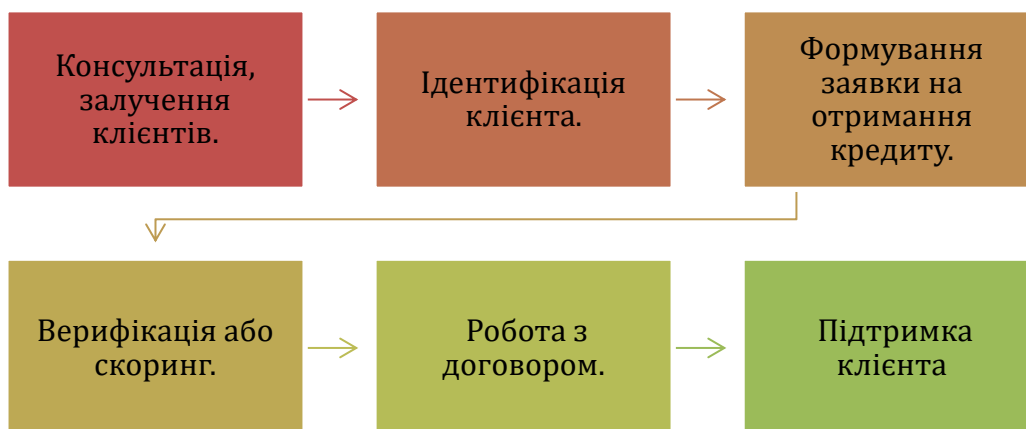 Консультація,
залучення
клієнтів.
Ідентифікація
клієнта.
Формування
заявки на
отримання
кредиту.
Верифікація або
скоринг.
Робота з
договором.
Підтримка
клієнта